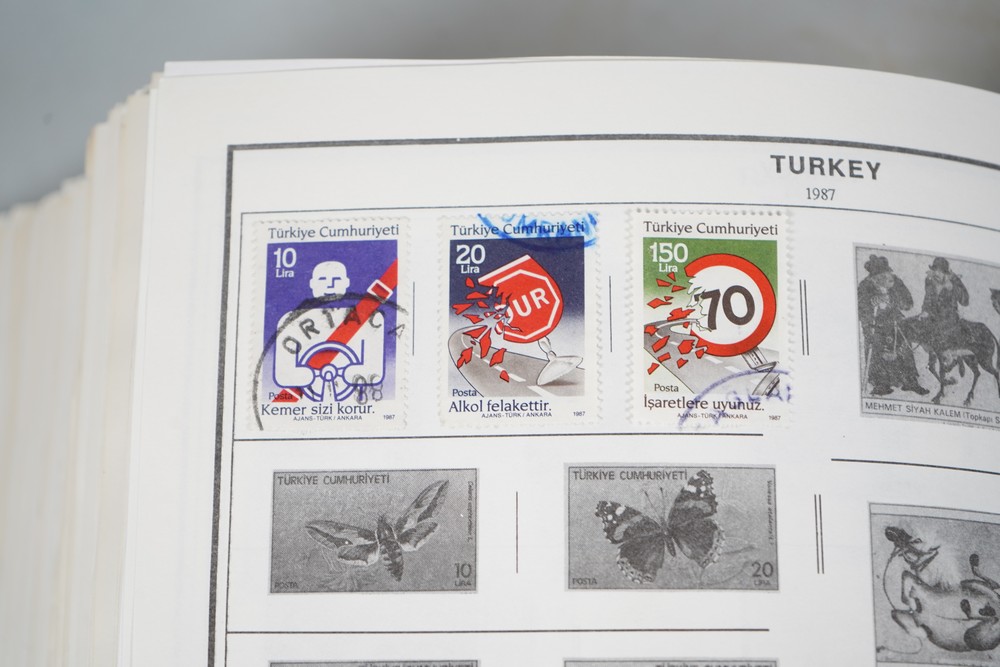 TURKEY
1987
Türkiye Cumhuriyeti
10
Lira
ORTACA
Posta
Kemer sizi korur.
AJANS-TÜRK/ANKARA 1987
Türkiye Cumhuriyeti
20
Lira
DUR
Posta
Alkol felakettir.
AJANS-TÜRK/ANKARA 1987
Türkiye Cumhuriyeti
150
Lira
70
Posta
İşaretlere uyunuz.
AJANS-TÜRK/ANKARA 1987
MEHMET SİYAH KALEM (Topkapı S
TÜRKİYE CUMHURİYETİ
POSTA
10
LİRA
TÜRKİYE CUMHURİYETİ
POSTA
20
LİRA